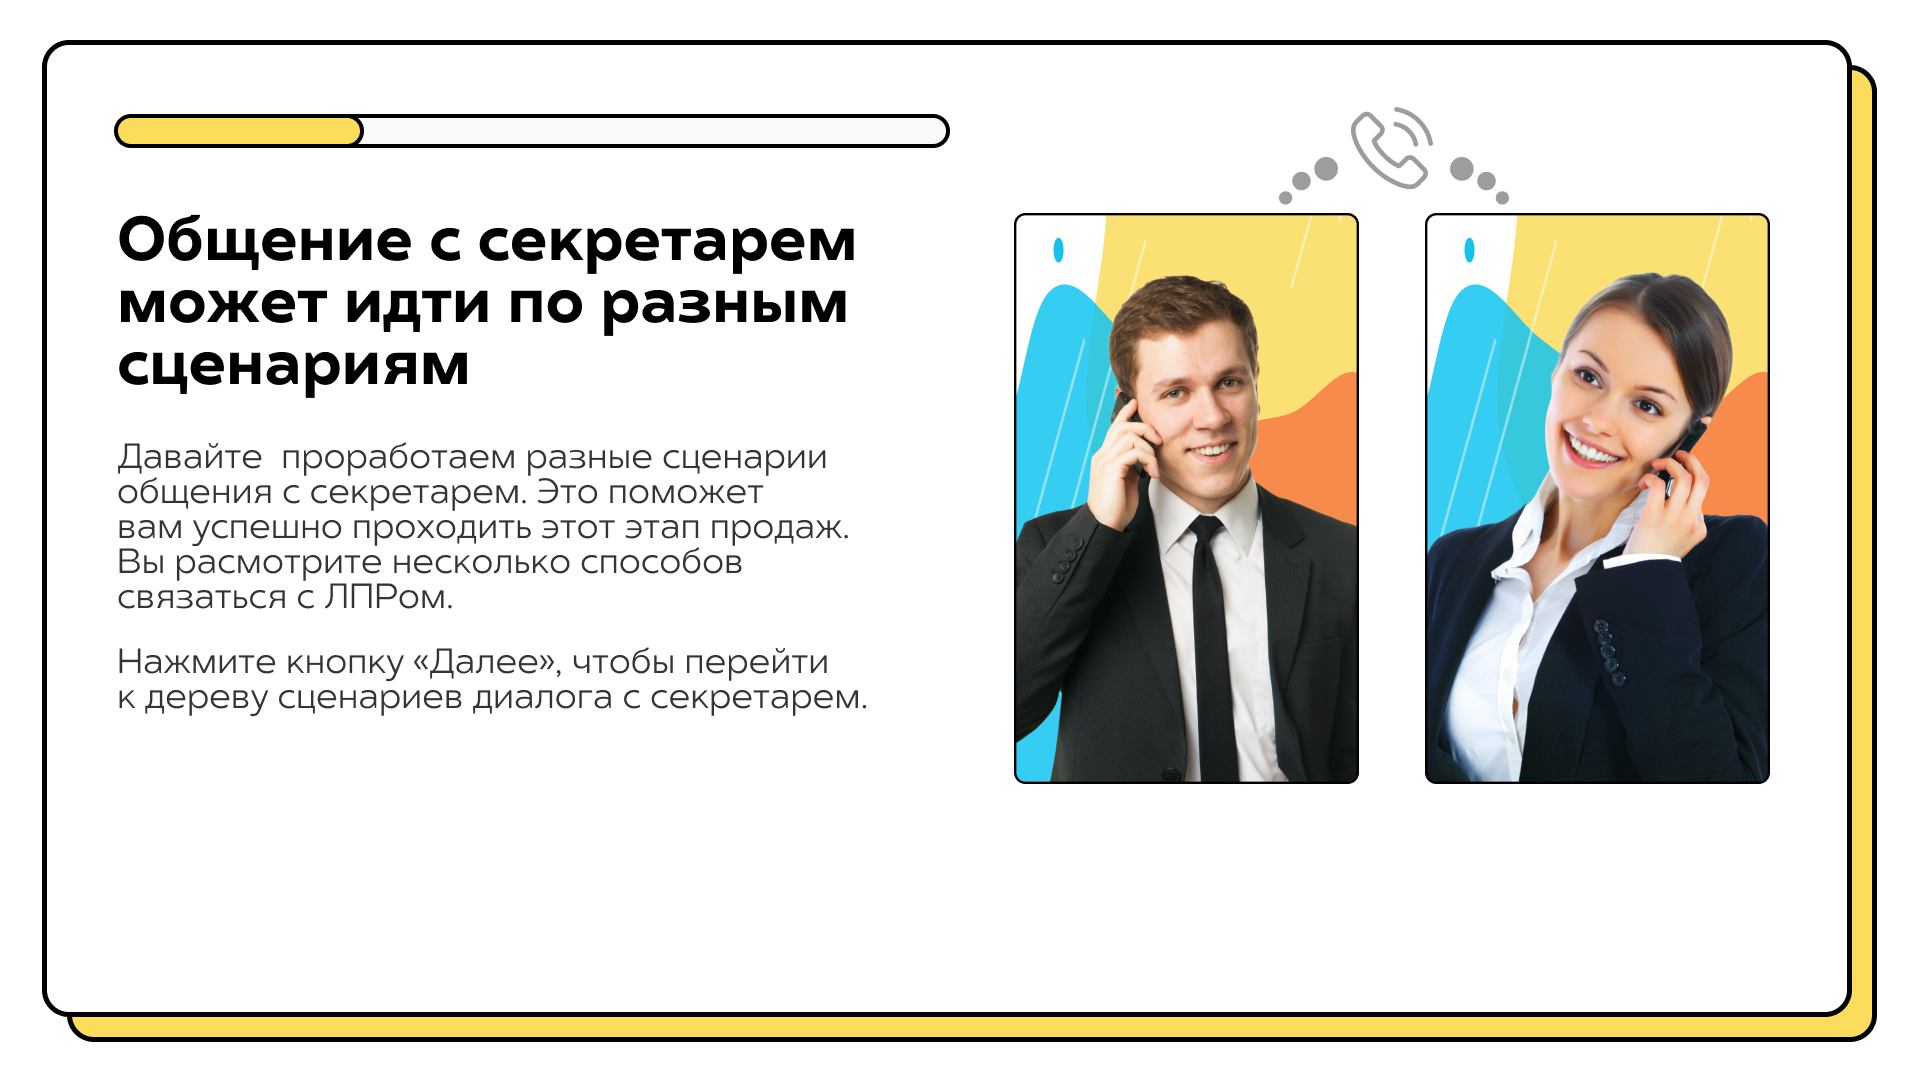 Общение с секретарем
может идти по разным
сценариям
Давайте  проработаем разные сценарии
общения с секретарем. Это поможет
вам успешно проходить этот этап продаж.
Вы расмотрите несколько способов
связаться с ЛПРом.
Нажмите кнопку «Далее», чтобы перейти
к дереву сценариев диалога с секретарем.